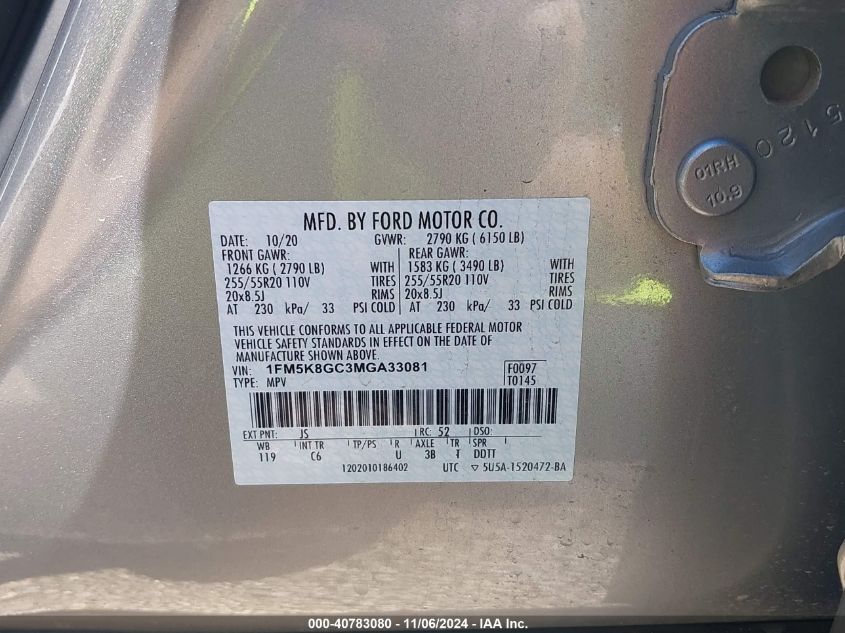 MFD. BY FORD MOTOR CO.
DATE: 10/20 GVWR: 2790 KG ( 6150 LB)
FRONT GAWR: REAR GAWR:
1266 KG ( 2790 LB) WITH 1583 KG ( 3490 LB) WITH
255/55R20 110V TIRES 255/55R20 110V TIRES
20x8.5J RIMS 20x8.5J RIMS
AT 230 kPa/ 33 PSI COLD AT 230 kPa/ 33 PSI COLD
THIS VEHICLE CONFORMS TO ALL APPLICABLE FEDERAL MOTOR
VEHICLE SAFETY STANDARDS IN EFFECT ON THE DATE OF
MANUFACTURE SHOWN ABOVE.
VIN: 1FM5K8GC3MGA33081 F0097
TYPE: MPV T0145
EXT PNT: JS RC: 52 DSO:
WB INT TR TP/PS R AXLE TR SPR
119 C6 U 3B T DDTT
1202010186402 UTC ▽ 5U5A-1520472-BA
5120
01RH
10.9
000-40783080 - 11/06/2024 - IAA Inc.